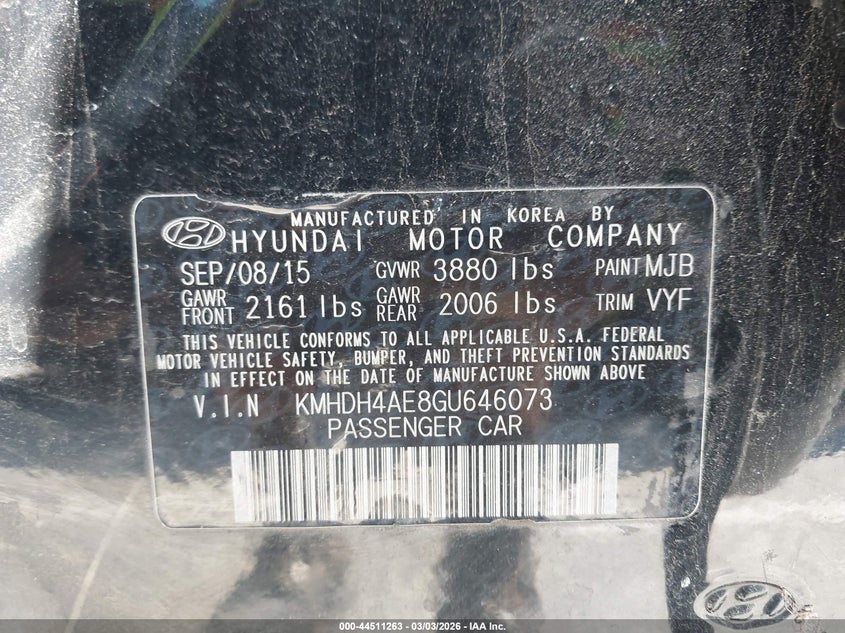 MANUFACTURED IN KOREA BY
HYUNDAI MOTOR COMPANY
SEP/08/15 GVWR 3880 lbs PAINT MJB
GAWR FRONT 2161 lbs GAWR REAR 2006 lbs TRIM VYF
THIS VEHICLE CONFORMS TO ALL APPLICABLE U.S.A. FEDERAL
MOTOR VEHICLE SAFETY, BUMPER, AND THEFT PREVENTION STANDARDS
IN EFFECT ON THE DATE OF MANUFACTURE SHOWN ABOVE
V.I.N KMHDH4AE8GU646073
PASSENGER CAR
000-44511263 - 03/03/2026 - IAA Inc.